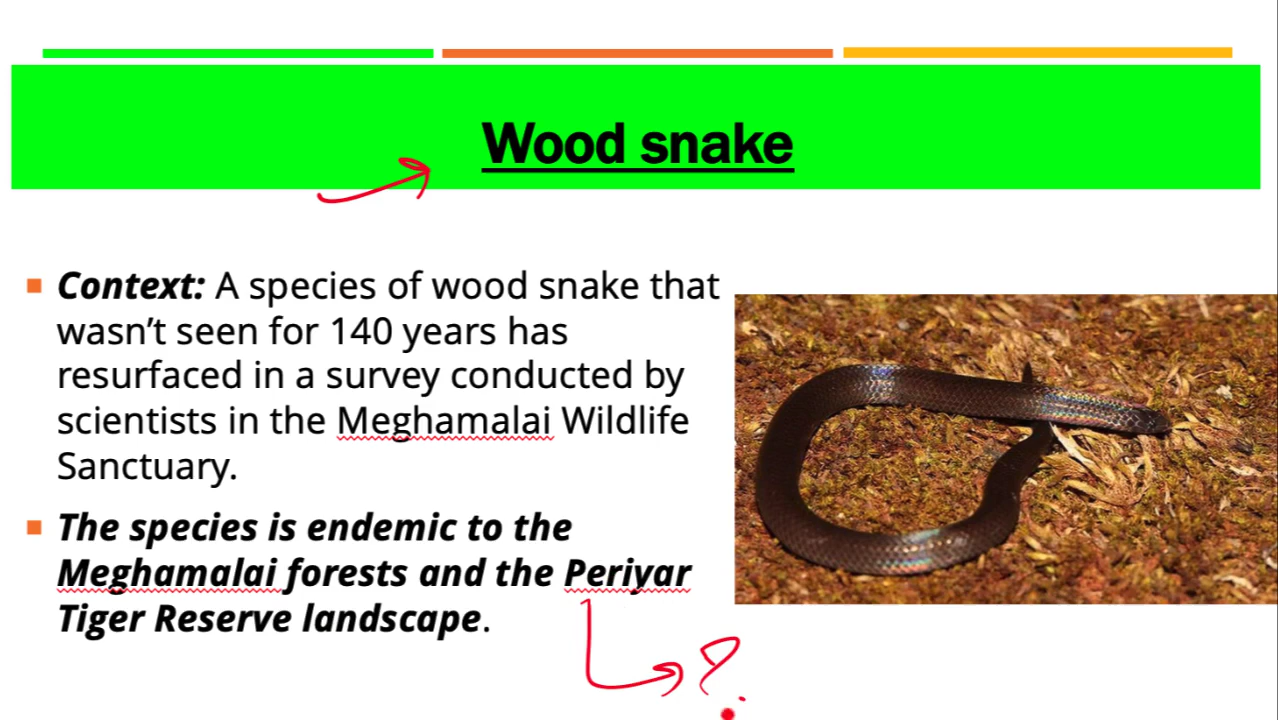 Wood snake
Context: A species of wood snake that
wasn’t seen for 140 years has
resurfaced in a survey conducted by
scientists in the Meghamalai Wildlife
Sanctuary.
The species is endemic to the
Meghamalai forests and the Periyar
Tiger Reserve landscape.
?